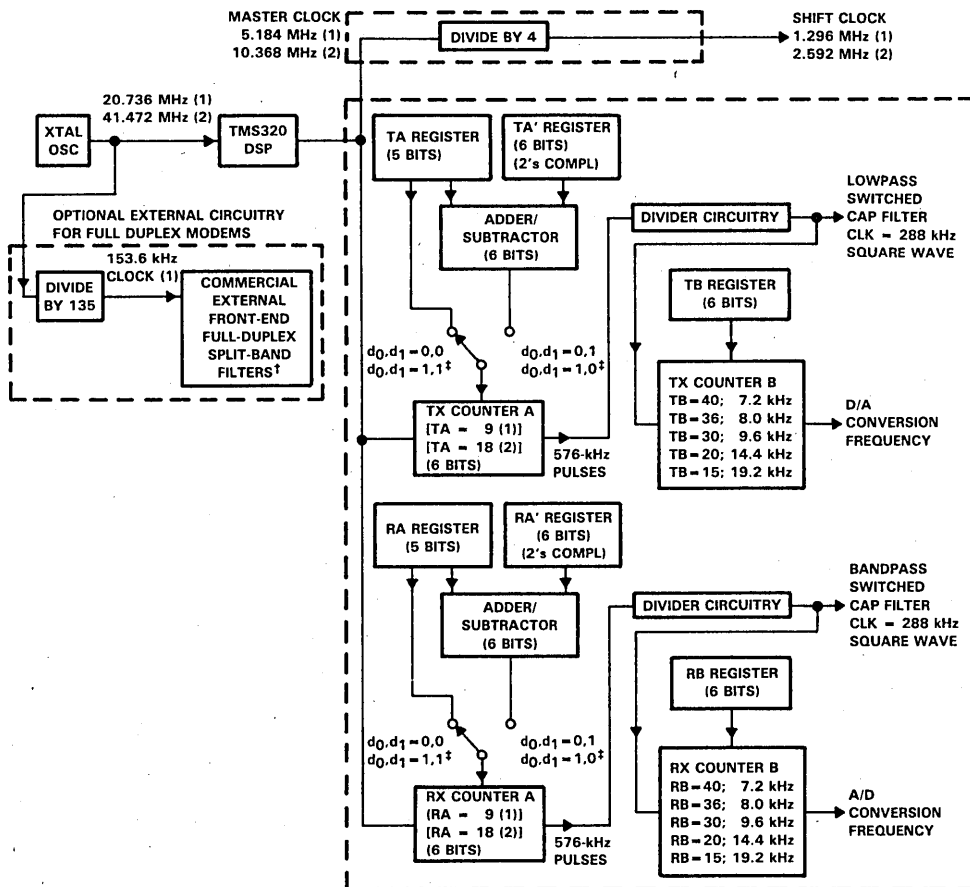 MASTER CLOCK
5.184 MHz (1)
10.368 MHz (2)
DIVIDE BY 4
SHIFT CLOCK
1.296 MHz (1)
2.592 MHz (2)
20.736 MHz (1)
41.472 MHz (2)
XTAL
OSC
TMS320
DSP
OPTIONAL EXTERNAL CIRCUITRY
FOR FULL DUPLEX MODEMS
153.6 kHz
CLOCK (1)
DIVIDE
BY 135
COMMERCIAL
EXTERNAL
FRONT-END
FULL-DUPLEX
SPLIT-BAND
FILTERS†
TA REGISTER
(5 BITS)
TA' REGISTER
(6 BITS)
(2's COMPL)
ADDER/
SUBTRACTOR
(6 BITS)
d0,d1=0,0
d0,d1=1,1‡
d0,d1=0,1
d0,d1=1,0‡
TX COUNTER A
[TA = 9 (1)]
[TA = 18 (2)]
(6 BITS)
576-kHz
PULSES
DIVIDER CIRCUITRY
LOWPASS
SWITCHED
CAP FILTER
CLK = 288 kHz
SQUARE WAVE
TB REGISTER
(6 BITS)
TX COUNTER B
TB=40; 7.2 kHz
TB=36; 8.0 kHz
TB=30; 9.6 kHz
TB=20; 14.4 kHz
TB=15; 19.2 kHz
D/A
CONVERSION
FREQUENCY
RA REGISTER
(5 BITS)
RA' REGISTER
(6 BITS)
(2's COMPL)
ADDER/
SUBTRACTOR
(6 BITS)
d0,d1=0,0
d0,d1=1,1‡
d0,d1=0,1
d0,d1=1,0‡
RX COUNTER A
(RA = 9 (1)]
[RA = 18 (2)]
(6 BITS)
576-kHz
PULSES
DIVIDER CIRCUITRY
BANDPASS
SWITCHED
CAP FILTER
CLK = 288 kHz
SQUARE WAVE
RB REGISTER
(6 BITS)
RX COUNTER B
RB=40; 7.2 kHz
RB=36; 8.0 kHz
RB=30; 9.6 kHz
RB=20; 14.4 kHz
RB=15; 19.2 kHz
A/D
CONVERSION
FREQUENCY